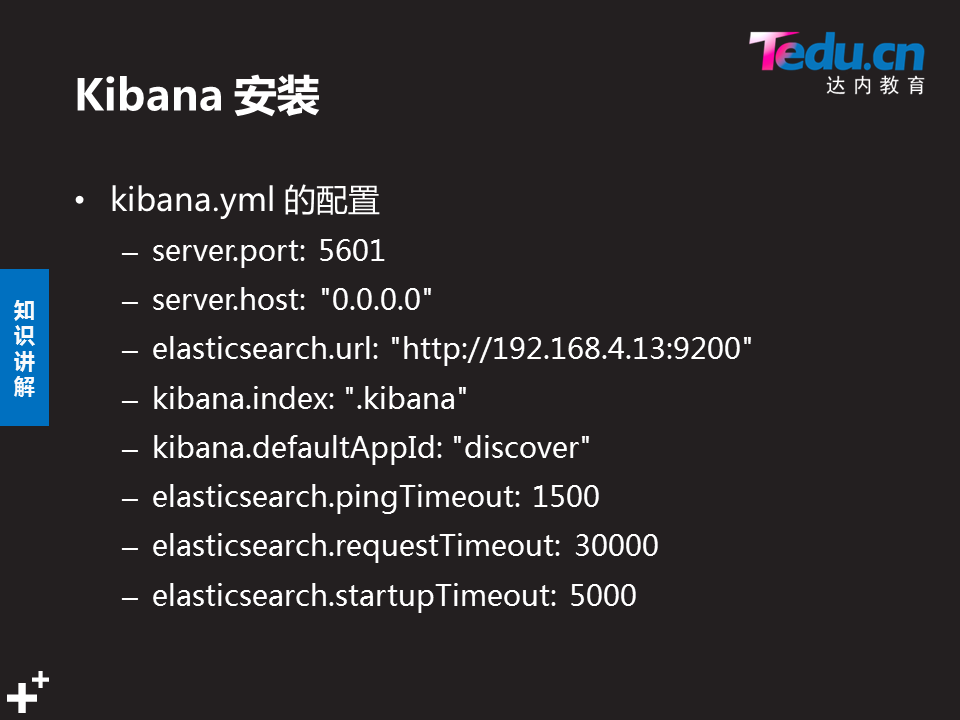 Tedu.cn
达内教育
Kibana 安装
• kibana.yml 的配置
– server.port: 5601
– server.host: "0.0.0.0"
– elasticsearch.url: "http://192.168.4.13:9200"
– kibana.index: ".kibana"
– kibana.defaultAppId: "discover"
– elasticsearch.pingTimeout: 1500
– elasticsearch.requestTimeout: 30000
– elasticsearch.startupTimeout: 5000
知
识
讲
解